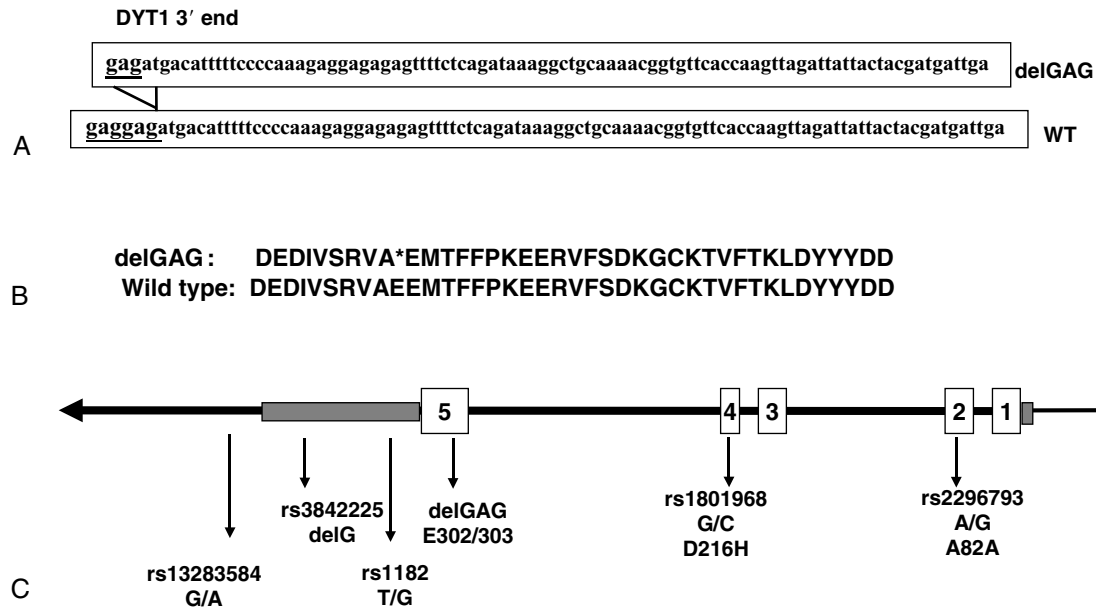 DYT1 3′ end
gagatgacatttttccccaaagaggagagagttttctcagataaaggctgcaaaacggtgttcaccaagttagattattactacgatgattga
delGAG
gaggagatgacatttttccccaaagaggagagagttttctcagataaaggctgcaaaacggtgttcaccaagttagattattactacgatgattga
WT
A
delGAG : DEDIVSRVA*EMTFFPKEERVFSDKGCKTVFTKLDYYYDD
Wild type: DEDIVSRVAEEMTFFPKEERVFSDKGCKTVFTKLDYYYDD
B
5 4 3 2 1
rs3842225
delG
delGAG
E302/303
rs1801968
G/C
D216H
rs2296793
A/G
A82A
rs13283584
G/A
rs1182
T/G
C